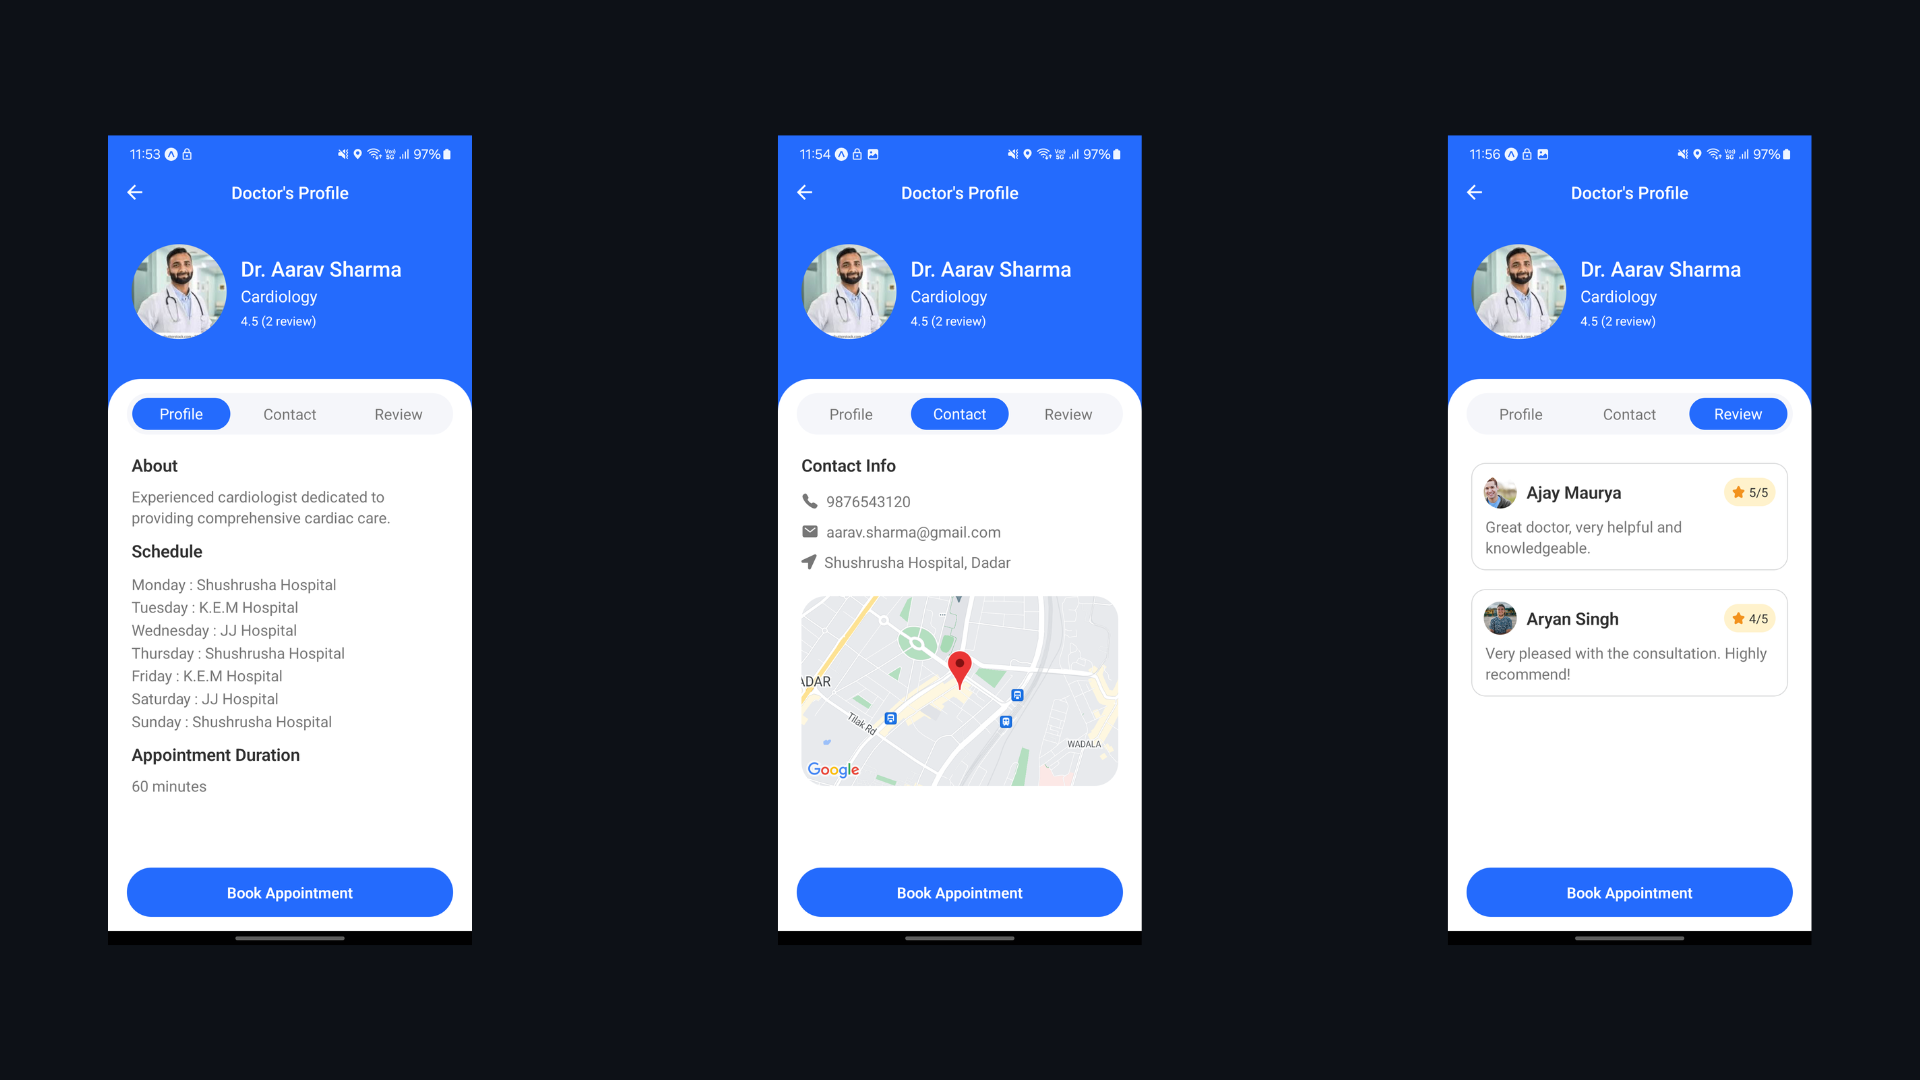 11:53
97%
Doctor's Profile
Dr. Aarav Sharma
Cardiology
4.5 (2 review)
Profile
Contact
Review
About
Experienced cardiologist dedicated to
providing comprehensive cardiac care.
Schedule
Monday : Shushrusha Hospital
Tuesday : K.E.M Hospital
Wednesday : JJ Hospital
Thursday : Shushrusha Hospital
Friday : K.E.M Hospital
Saturday : JJ Hospital
Sunday : Shushrusha Hospital
Appointment Duration
60 minutes
Book Appointment
11:54
97%
Doctor's Profile
Dr. Aarav Sharma
Cardiology
4.5 (2 review)
Profile
Contact
Review
Contact Info
9876543120
aarav.sharma@gmail.com
Shushrusha Hospital, Dadar
ADAR
Tilak Rd
WADALA
Google
Book Appointment
11:56
97%
Doctor's Profile
Dr. Aarav Sharma
Cardiology
4.5 (2 review)
Profile
Contact
Review
Ajay Maurya
5/5
Great doctor, very helpful and
knowledgeable.
Aryan Singh
4/5
Very pleased with the consultation. Highly
recommend!
Book Appointment